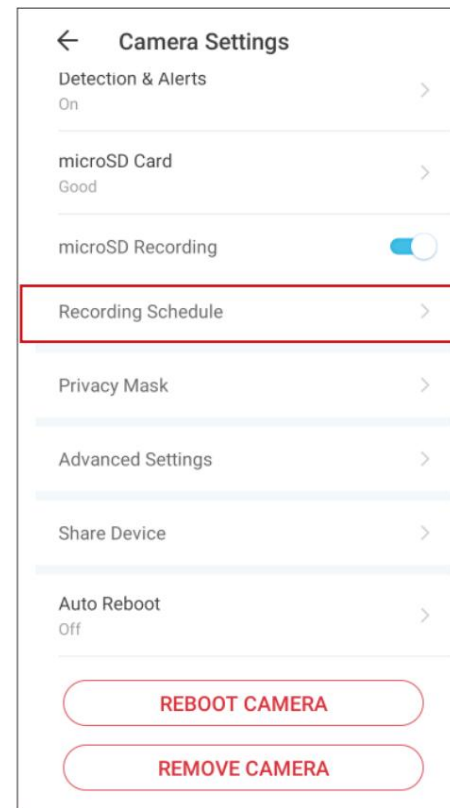 Camera Settings
Detection & Alerts
On
microSD Card
Good
microSD Recording
Recording Schedule
Privacy Mask
Advanced Settings
Share Device
Auto Reboot
Off
REBOOT CAMERA
REMOVE CAMERA